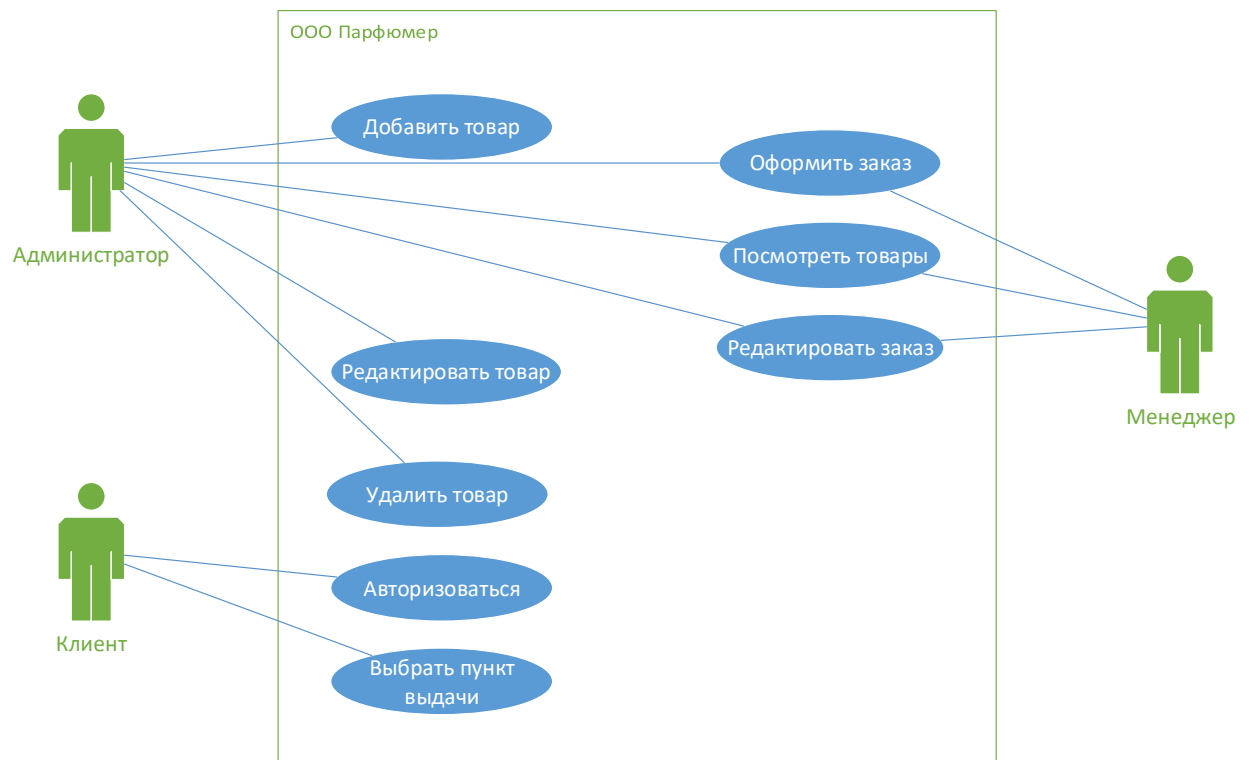 ООО Парфюмер
Добавить товар
Оформить заказ
Администратор
Посмотреть товары
Редактировать заказ
Редактировать товар
Менеджер
Удалить товар
Авторизоваться
Клиент
Выбрать пункт
выдачи